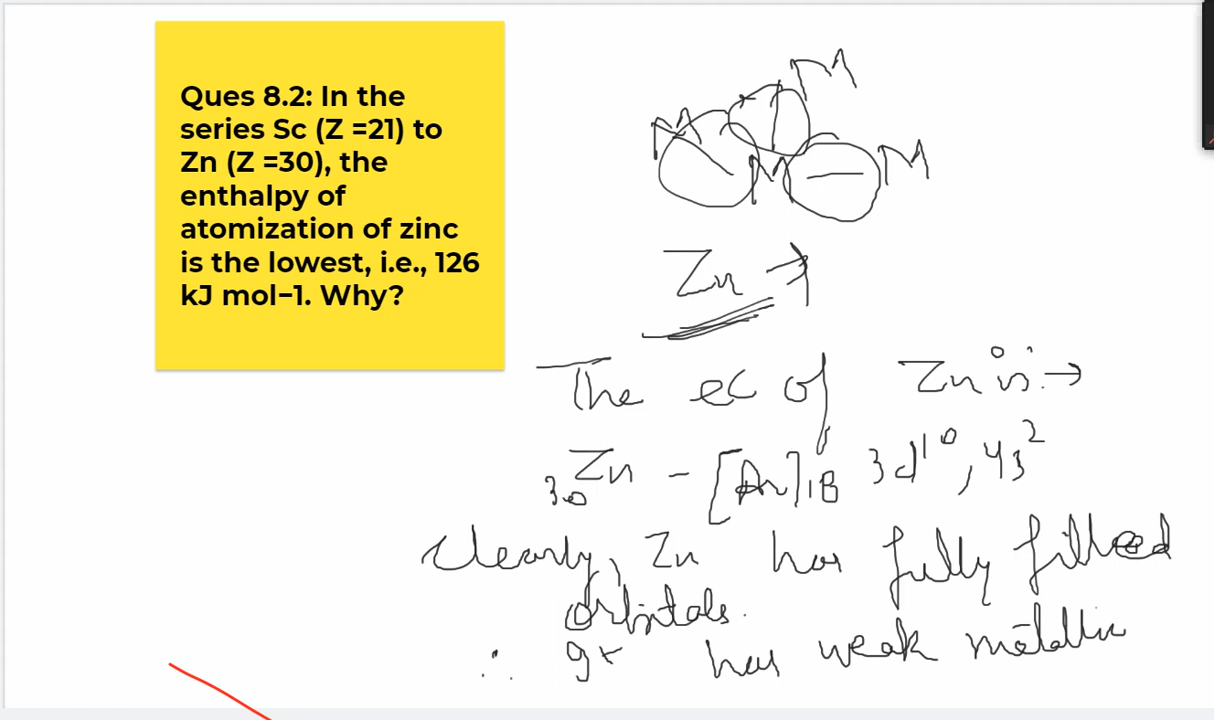 Ques 8.2: In the
series Sc (Z =21) to
Zn (Z =30), the
enthalpy of
atomization of zinc
is the lowest, i.e., 126
kJ mol−1. Why?
M
M
M
M
Zn →
The ec of Zn is: →
₃₀Zn - [Ar]₁₈ 3d¹⁰, 4s²
Clearly, Zn has fully filled
orbitals.
∴ It has weak metallic